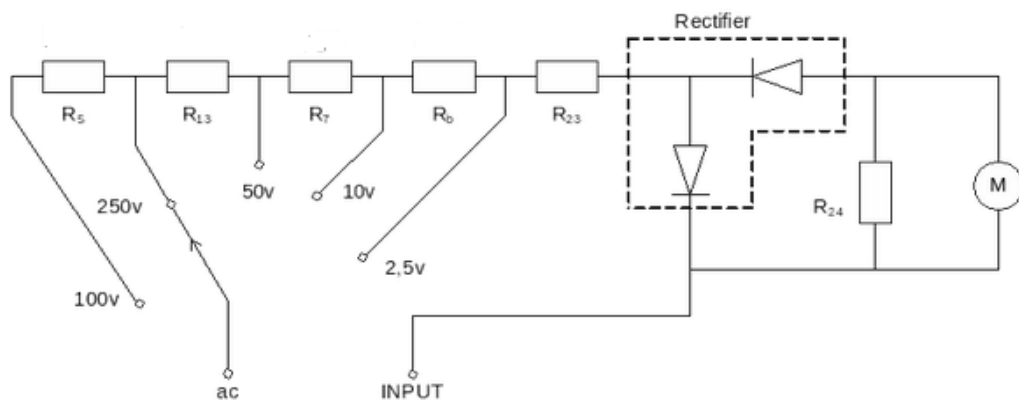 Rectifier
R₅
R₁₃
R₇
R₆
R₂₃
250v
50v
10v
M
R₂₄
2,5v
100v
ac
INPUT